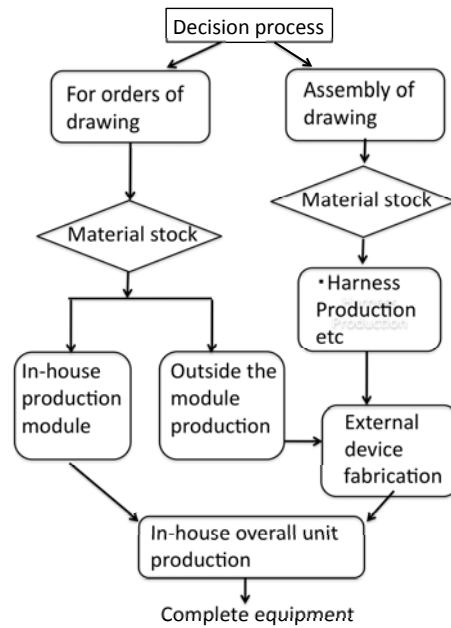 Decision process
For orders of
drawing
Assembly of
drawing
Material stock
Material stock
・Harness
Production
etc
In-house
production
module
Outside the
module
production
External
device
fabrication
In-house overall unit
production
Complete equipment